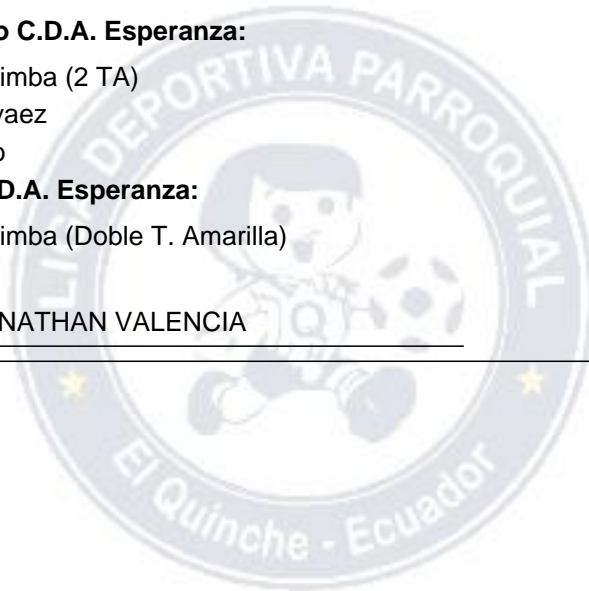 o C.D.A. Esperanza:
imba (2 TA)
vaez
o
.D.A. Esperanza:
imba (Doble T. Amarilla)
NATHAN VALENCIA
LIGA DEPORTIVA PARROQUIAL
Q
El Quinche - Ecuador